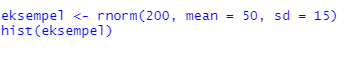 eksempel <- rnorm(200, mean = 50, sd = 15)
hist(eksempel)